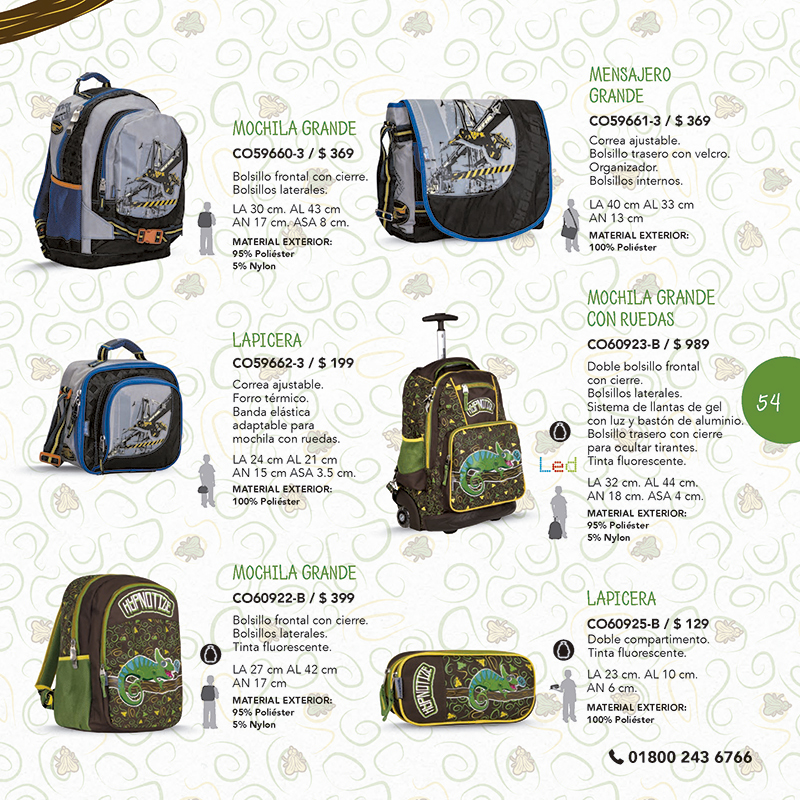 MOCHILA GRANDE
CO59660-3 / $ 369
Bolsillo frontal con cierre.
Bolsillos laterales.
LA 30 cm. AL 43 cm
AN 17 cm. ASA 8 cm.
MATERIAL EXTERIOR:
95% Poliéster
5% Nylon
MENSAJERO
GRANDE
CO59661-3 / $ 369
Correa ajustable.
Bolsillo trasero con velcro.
Organizador.
Bolsillos internos.
LA 40 cm AL 33 cm
AN 13 cm
MATERIAL EXTERIOR:
100% Poliéster
LAPICERA
CO59662-3 / $ 199
Correa ajustable.
Forro térmico.
Banda elástica
adaptable para
mochila con ruedas.
LA 24 cm AL 21 cm
AN 15 cm ASA 3.5 cm.
MATERIAL EXTERIOR:
100% Poliéster
MOCHILA GRANDE
CON RUEDAS
CO60923-B / $ 989
Doble bolsillo frontal
con cierre.
Bolsillos laterales.
Sistema de llantas de gel
con luz y bastón de aluminio.
Bolsillo trasero con cierre
para ocultar tirantes.
Tinta fluorescente.
LA 32 cm. AL 44 cm.
AN 18 cm. ASA 4 cm.
MATERIAL EXTERIOR:
95% Poliéster
5% Nylon
HYPNOTIZE
Led
54
MOCHILA GRANDE
CO60922-B / $ 399
Bolsillo frontal con cierre.
Bolsillos laterales.
Tinta fluorescente.
LA 27 cm AL 42 cm
AN 17 cm
MATERIAL EXTERIOR:
95% Poliéster
5% Nylon
HYPNOTIZE
LAPICERA
CO60925-B / $ 129
Doble compartimento.
Tinta fluorescente.
LA 23 cm. AL 10 cm.
AN 6 cm.
MATERIAL EXTERIOR:
100% Poliéster
HYPNOTIZE
01800 243 6766